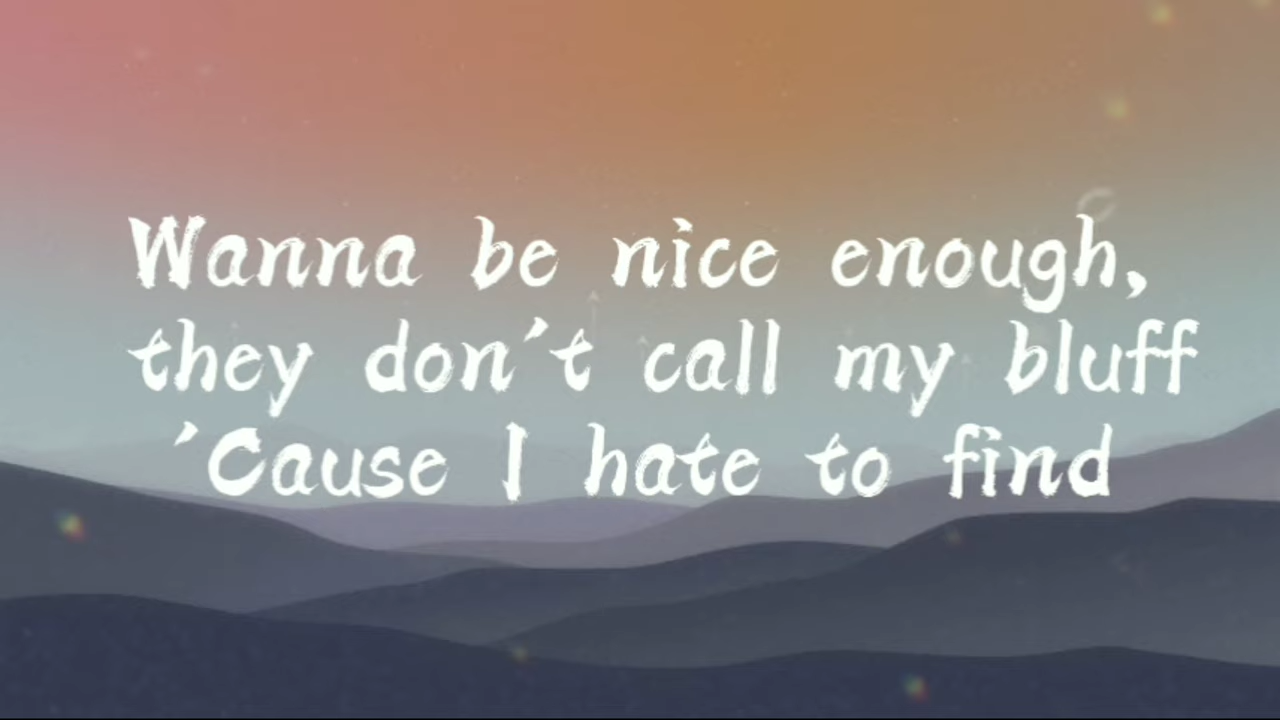 Wanna be nice enough,
they don't call my bluff
'Cause I hate to find